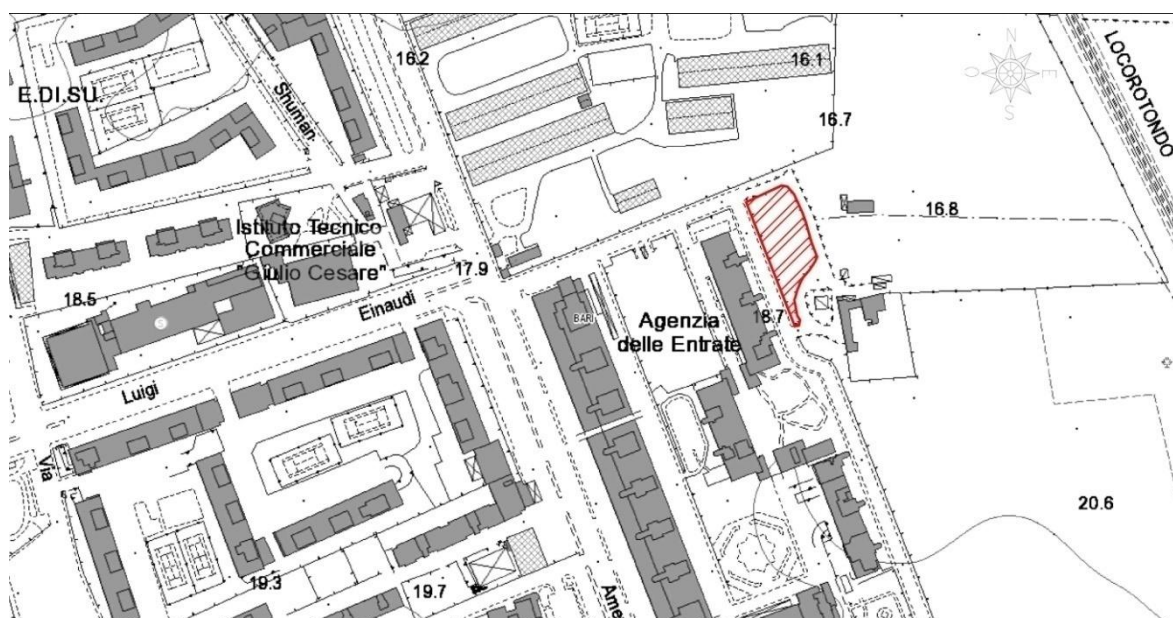 16.2
16.1
LOCOROTONDO
N
O
E
S
E.DI.SU.
Shuman
16.7
16.8
Istituto Tecnico
Commerciale
"Giulio Cesare"
17.9
18.5
S
Einaudi
BARI
Agenzia
delle Entrate
18.7
Luigi
Via
20.6
19.3
19.7
Ame